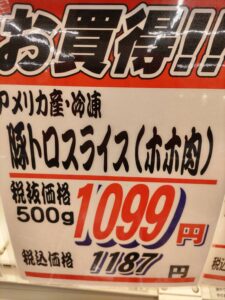 お買得!!
アメリカ産・冷凍
豚トロスライス(ホホ肉)
税抜価格
500g
1099円
税込価格 1187円
税込